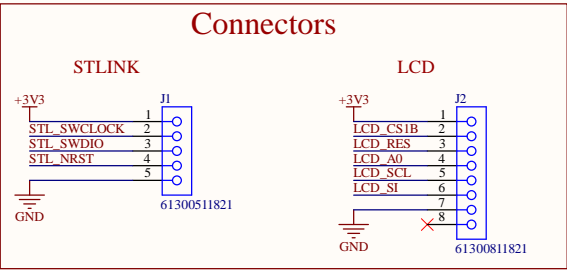 Connectors
STLINK
+3V3
J1
1
STL_SWCLOCK 2
STL_SWDIO 3
STL_NRST 4
5
GND
61300511821
LCD
+3V3
J2
1
LCD_CS1B 2
LCD_RES 3
LCD_A0 4
LCD_SCL 5
LCD_SI 6
7
8
GND
61300811821